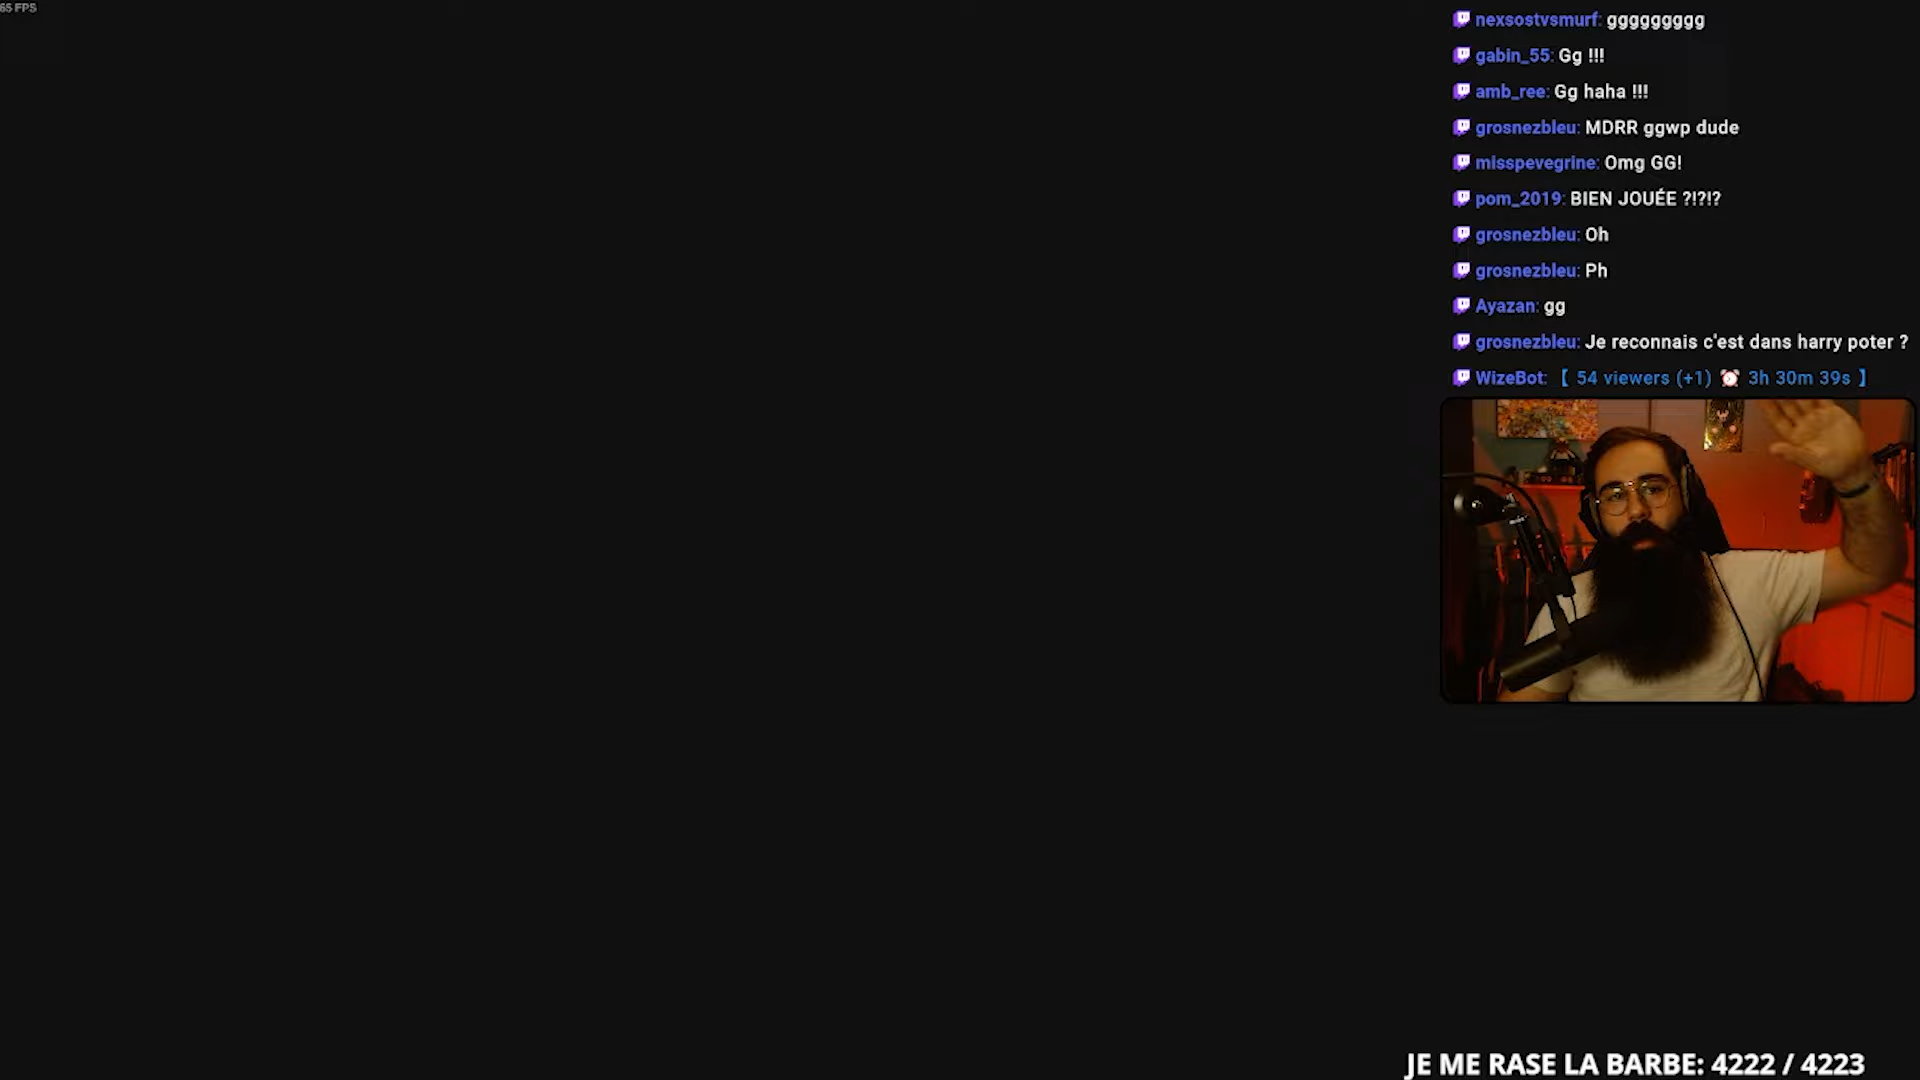 65 FPS
nexsostvsmurf: ggggggggg
gabin_55: Gg !!!
amb_ree: Gg haha !!!
grosnezbleu: MDRR ggwp dude
misspevegrine: Omg GG!
pom_2019: BIEN JOUÉE ?!?!?
grosnezbleu: Oh
grosnezbleu: Ph
Ayazan: gg
grosnezbleu: Je reconnais c'est dans harry poter ?
WizeBot: 【 54 viewers (+1) ⏰ 3h 30m 39s 】
JE ME RASE LA BARBE: 4222 / 4223